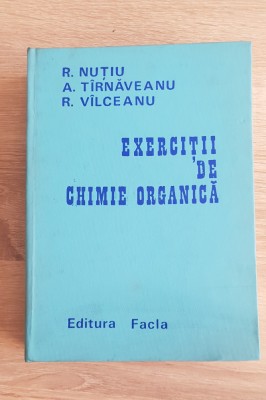 R. NUȚIU
A. TÎRNĂVEANU
R. VÎLCEANU
EXERCIȚII
DE
CHIMIE ORGANICĂ
Editura Facla